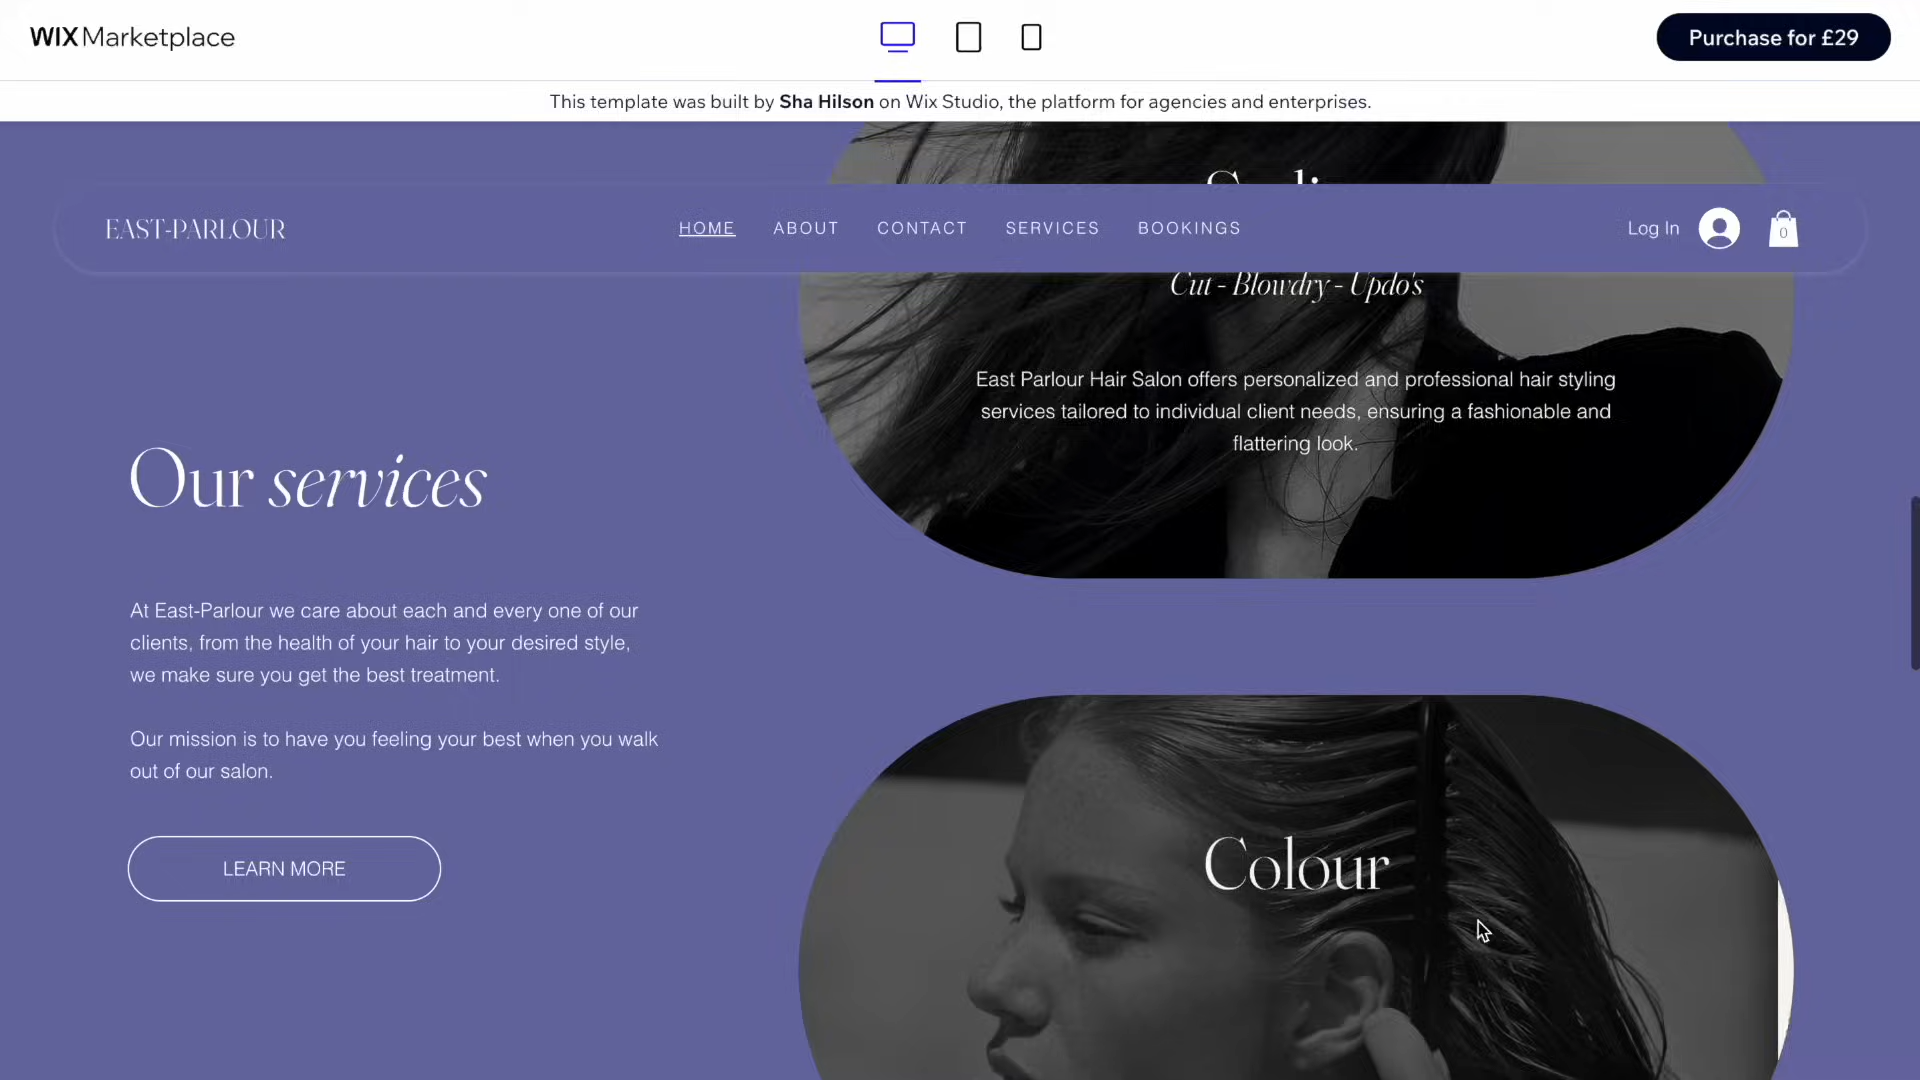 WIX Marketplace
Purchase for £29
This template was built by Sha Hilson on Wix Studio, the platform for agencies and enterprises.
EAST-PARLOUR
HOME
ABOUT
CONTACT
SERVICES
BOOKINGS
Log In
0
Cut - Blowdry - Updo's
East Parlour Hair Salon offers personalized and professional hair styling
services tailored to individual client needs, ensuring a fashionable and
flattering look.
Our services
At East-Parlour we care about each and every one of our
clients, from the health of your hair to your desired style,
we make sure you get the best treatment.
Our mission is to have you feeling your best when you walk
out of our salon.
LEARN MORE
Colour